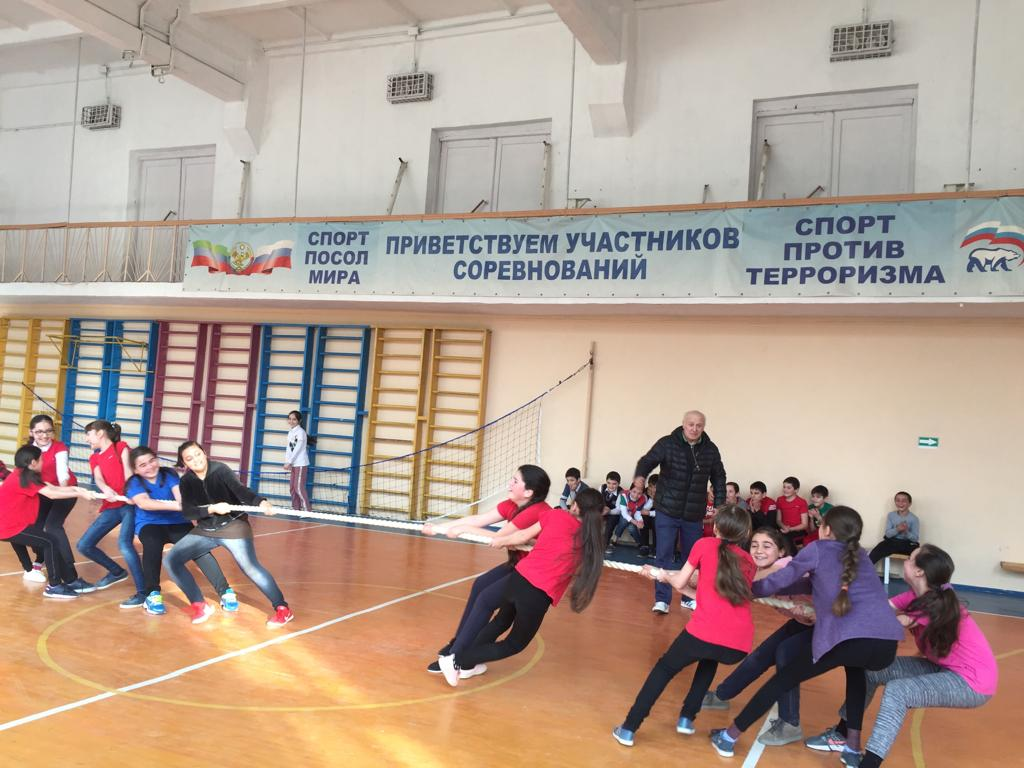 СПОРТ
ПОСОЛ
МИРА
ПРИВЕТСТВУЕМ УЧАСТНИКОВ
СОРЕВНОВАНИЙ
СПОРТ
ПРОТИВ
ТЕРРОРИЗМА